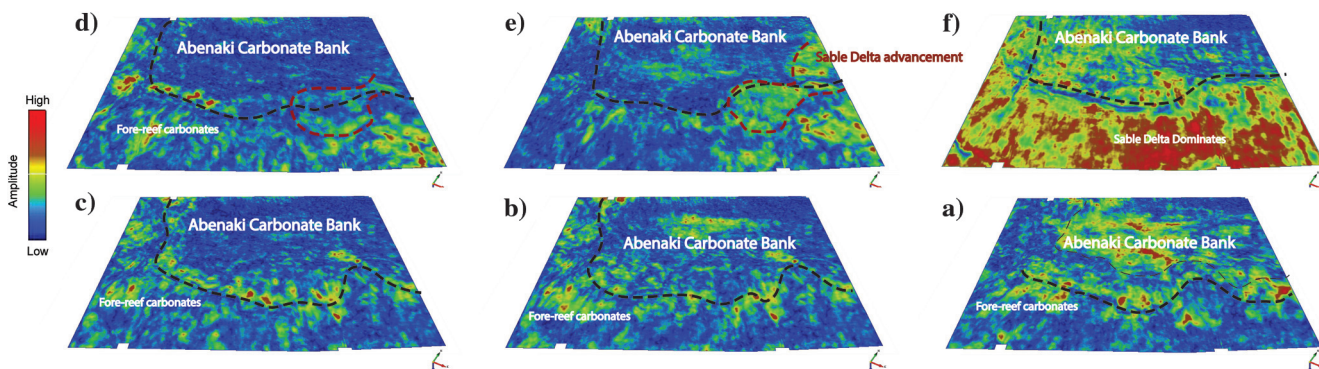 d)
Abenaki Carbonate Bank
Fore-reef carbonates
e)
Abenaki Carbonate Bank
Sable Delta advancement
f)
Abenaki Carbonate Bank
Sable Delta Dominates
High
Amplitude
Low
c)
Abenaki Carbonate Bank
Fore-reef carbonates
b)
Abenaki Carbonate Bank
Fore-reef carbonates
a)
Abenaki Carbonate Bank
Fore-reef carbonates